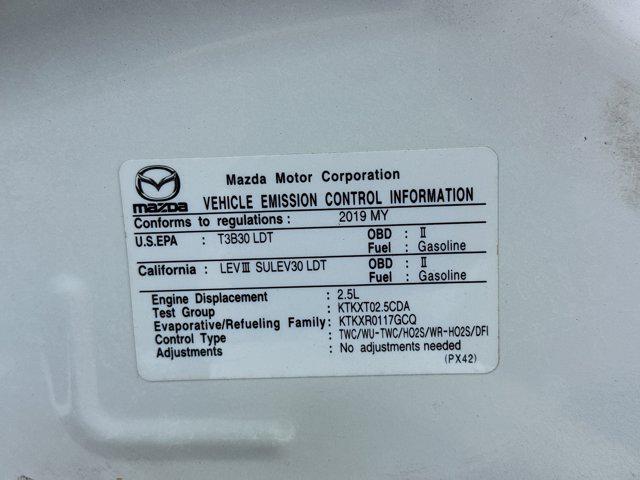 Mazda Motor Corporation
mazda VEHICLE EMISSION CONTROL INFORMATION
Conforms to regulations : 2019 MY
U.S.EPA : T3B30 LDT OBD : II
Fuel : Gasoline
California : LEVIII SULEV30 LDT OBD : II
Fuel : Gasoline
Engine Displacement : 2.5L
Test Group : KTKXT02.5CDA
Evaporative/Refueling Family: KTKXR0117GCQ
Control Type : TWC/WU-TWC/HO2S/WR-HO2S/DFI
Adjustments : No adjustments needed
(PX42)